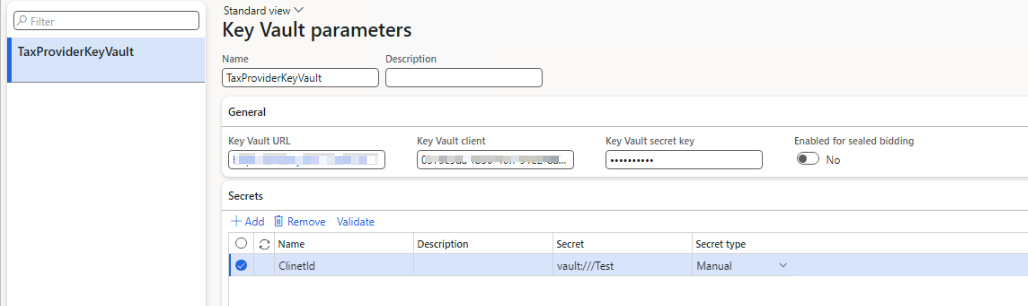 Filter
TaxProviderKeyVault
Standard view
Key Vault parameters
Name Description
TaxProviderKeyVault
General
Key Vault URL Key Vault client Key Vault secret key Enabled for sealed bidding
•••••••••• No
Secrets
Add Remove Validate
Name Description Secret Secret type
ClinetId vault:///Test Manual